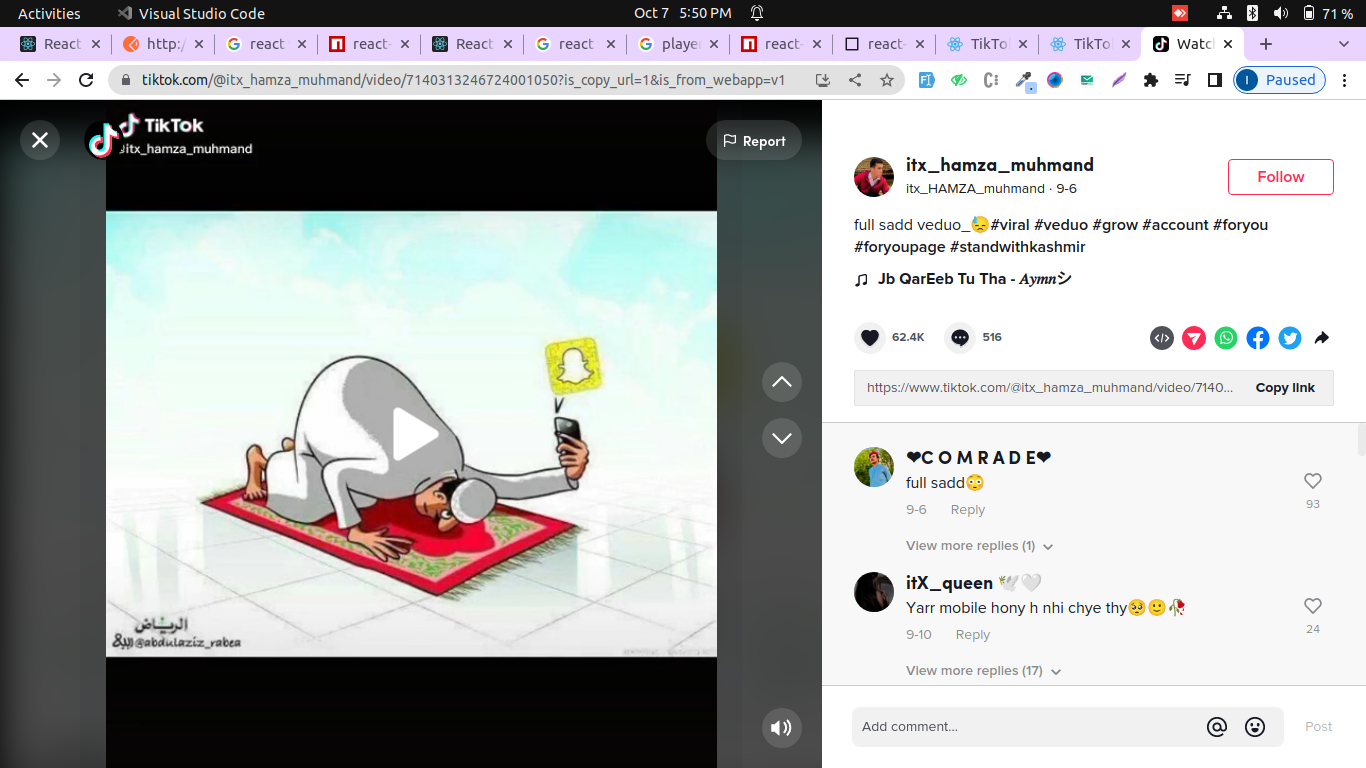 Activities
Visual Studio Code
Oct 7 5:50 PM
71 %
React
http:/
react
react-
React
react
player
react-
react-
TikTo
TikTo
Watch
tiktok.com/@itx_hamza_muhmand/video/7140313246724001050?is_copy_url=1&is_from_webapp=v1
I
Paused
TikTok
@itx_hamza_muhmand
Report
الرياض
ربيع @abdulaziz_rabea
itx_hamza_muhmand
itx_HAMZA_muhmand · 9-6
Follow
full sadd veduo_😓#viral #veduo #grow #account #foryou
#foryoupage #standwithkashmir
♫ Jb QarEeb Tu Tha - 𝑨𝒚𝒎𝒏シ
62.4K
516
https://www.tiktok.com/@itx_hamza_muhmand/video/7140...
Copy link
❤C O M R A D E❤
full sadd😳
9-6 Reply
93
View more replies (1)
itX_queen 🕊🤍
Yarr mobile hony h nhi chye thy🥺🙂🥀
9-10 Reply
24
View more replies (17)
Add comment...
Post